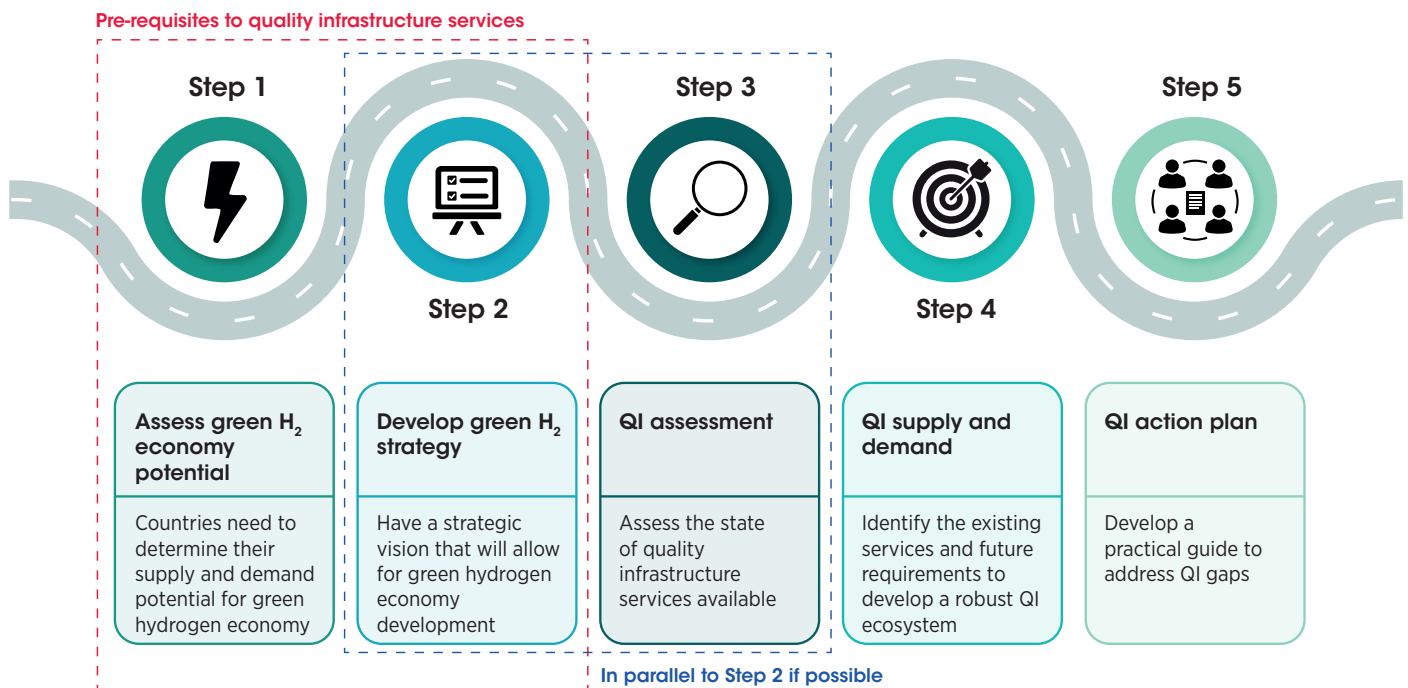 Pre-requisites to quality infrastructure services
Step 1
Step 2
Step 3
Step 4
Step 5
Assess green H₂
economy
potential
Countries need to
determine their
supply and demand
potential for green
hydrogen economy
Develop green H₂
strategy
Have a strategic
vision that will allow
for green hydrogen
economy
development
QI assessment
Assess the state
of quality
infrastructure
services available
QI supply and
demand
Identify the existing
services and future
requirements to
develop a robust QI
ecosystem
QI action plan
Develop a
practical guide to
address QI gaps
In parallel to Step 2 if possible